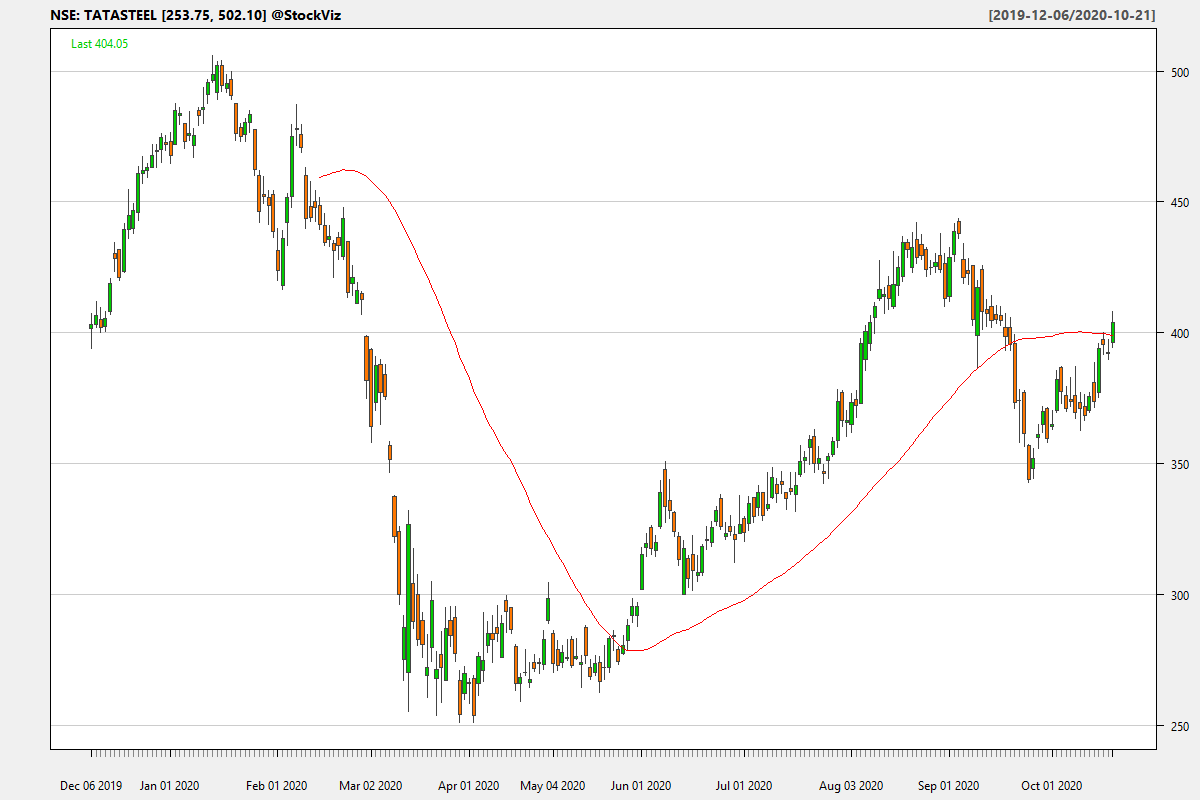 NSE: TATASTEEL [253.75, 502.10] @StockViz [2019-12-06/2020-10-21]
Last 404.05
500
450
400
350
300
250
Dec 06 2019 Jan 01 2020 Feb 01 2020 Mar 02 2020 Apr 01 2020 May 04 2020 Jun 01 2020 Jul 01 2020 Aug 03 2020 Sep 01 2020 Oct 01 2020